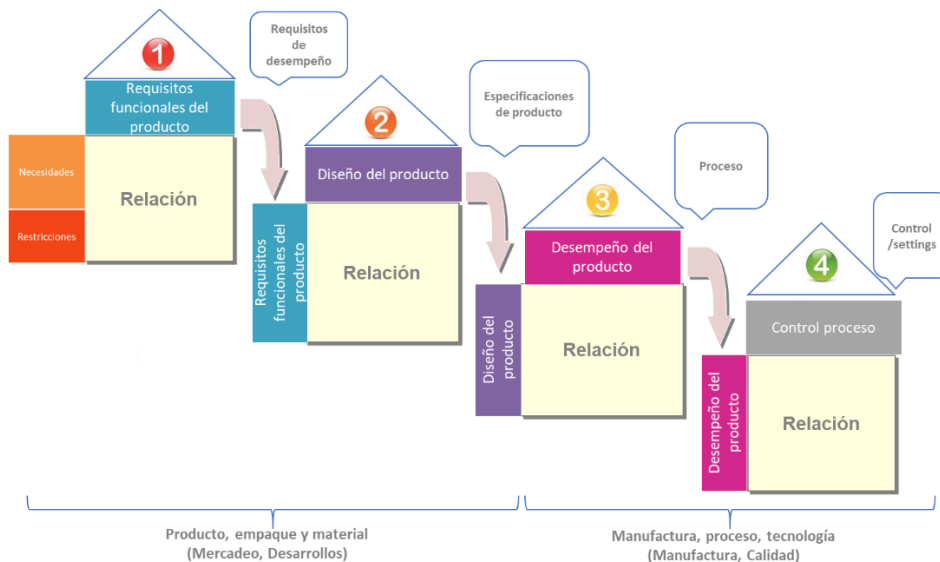 1
Requisitos
funcionales del
producto
Necesidades
Restricciones
Relación
Requisitos
de
desempeño
2
Diseño del producto
Requisitos
funcionales del
producto
Relación
Especificaciones
de producto
3
Desempeño del
producto
Diseño del
producto
Relación
Proceso
4
Control proceso
Desempeño del
producto
Relación
Control
/settings
Producto, empaque y material
(Mercadeo, Desarrollos)
Manufactura, proceso, tecnología
(Manufactura, Calidad)